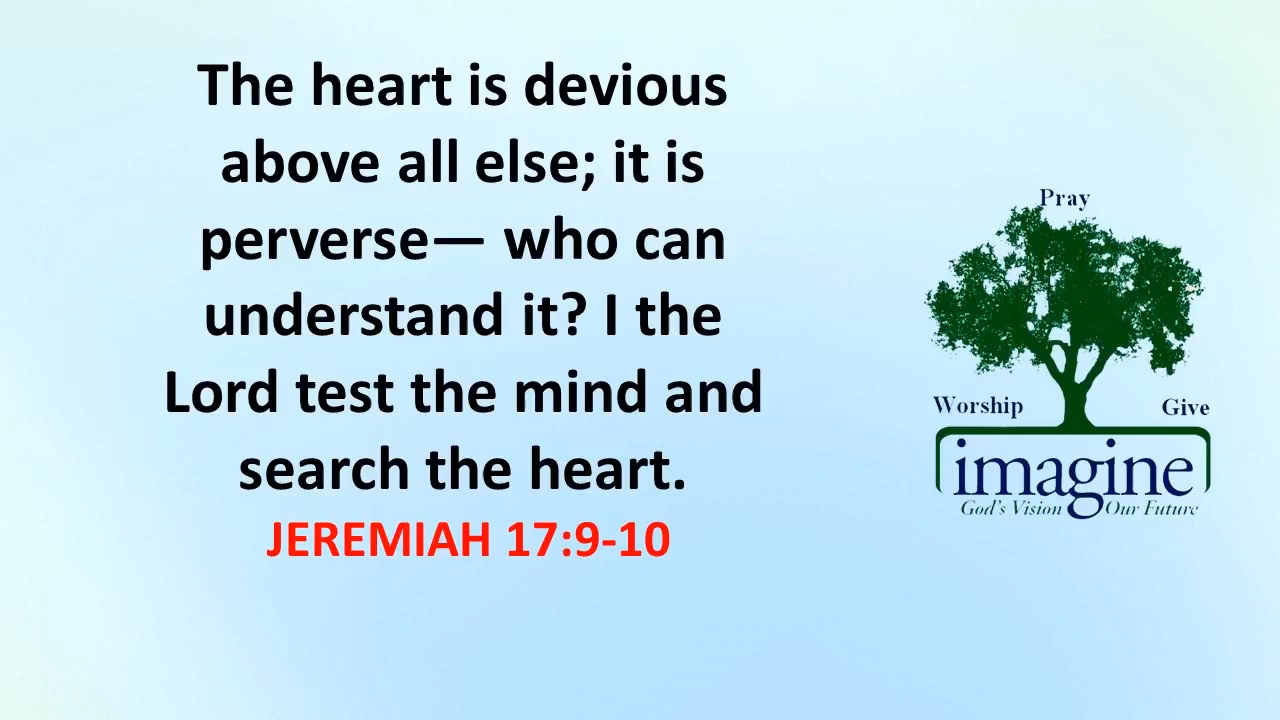 The heart is devious
above all else; it is
perverse— who can
understand it? I the
Lord test the mind and
search the heart.
JEREMIAH 17:9-10
Pray
Worship
Give
imagine
God's Vision Our Future